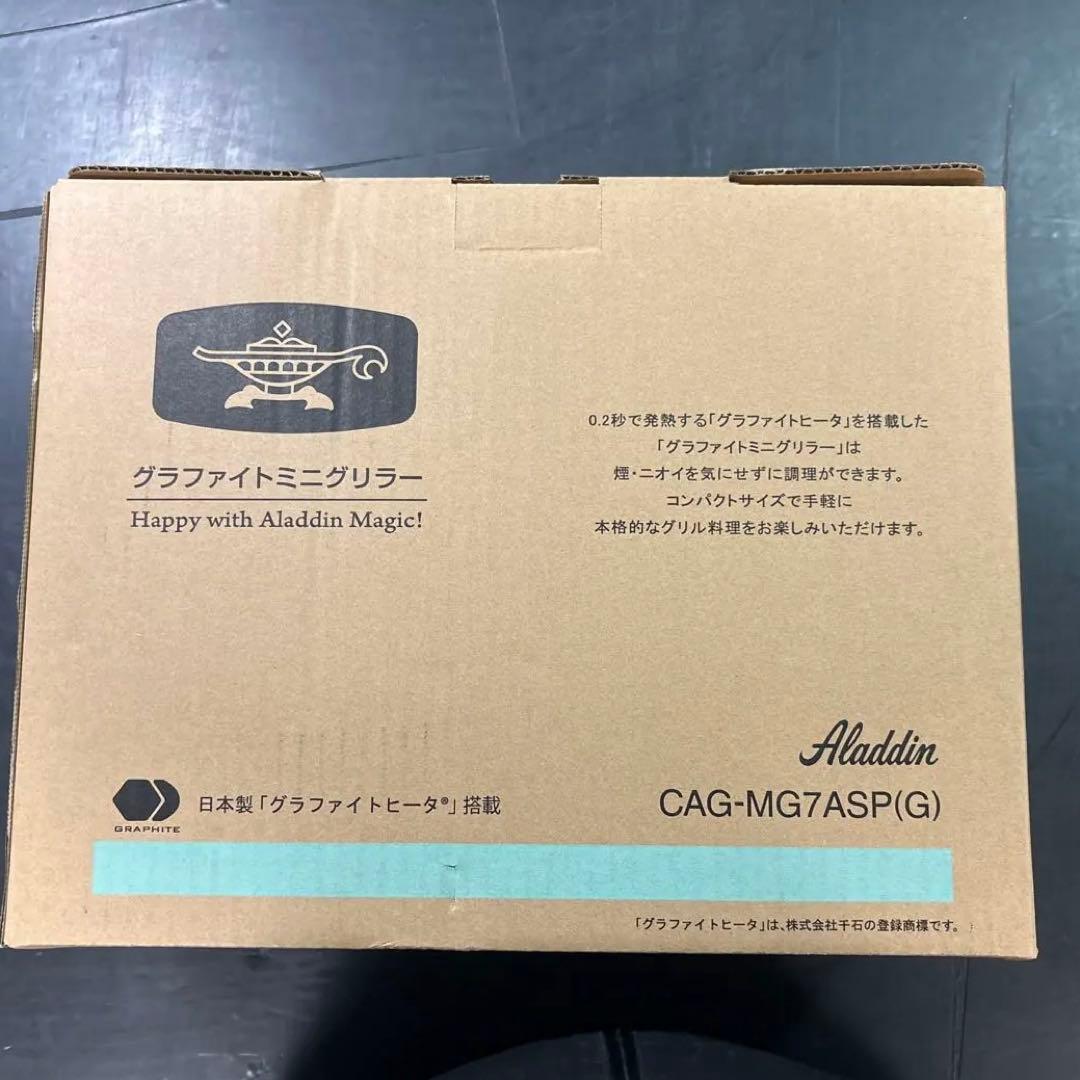 グラファイトミニグリラー
Happy with Aladdin Magic!
0.2秒で発熱する「グラファイトヒータ」を搭載した
「グラファイトミニグリラー」は
煙・ニオイを気にせずに調理ができます。
コンパクトサイズで手軽に
本格的なグリル料理をお楽しみいただけます。
Aladdin
CAG-MG7ASP(G)
GRAPHITE
日本製「グラファイトヒータ®」搭載
「グラファイトヒータ」は、株式会社千石の登録商標です。